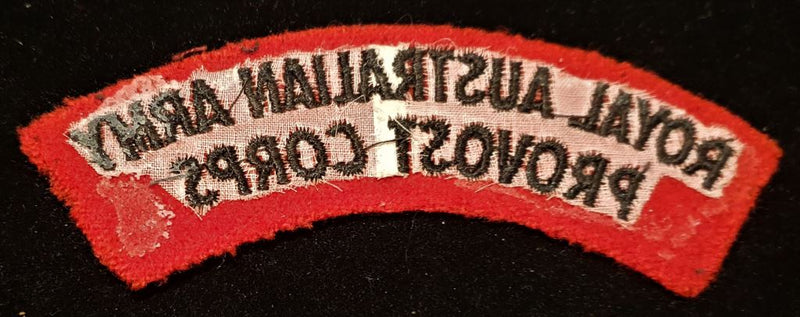 ROYAL AUSTRALIAN ARMY
PROVOST CORPS